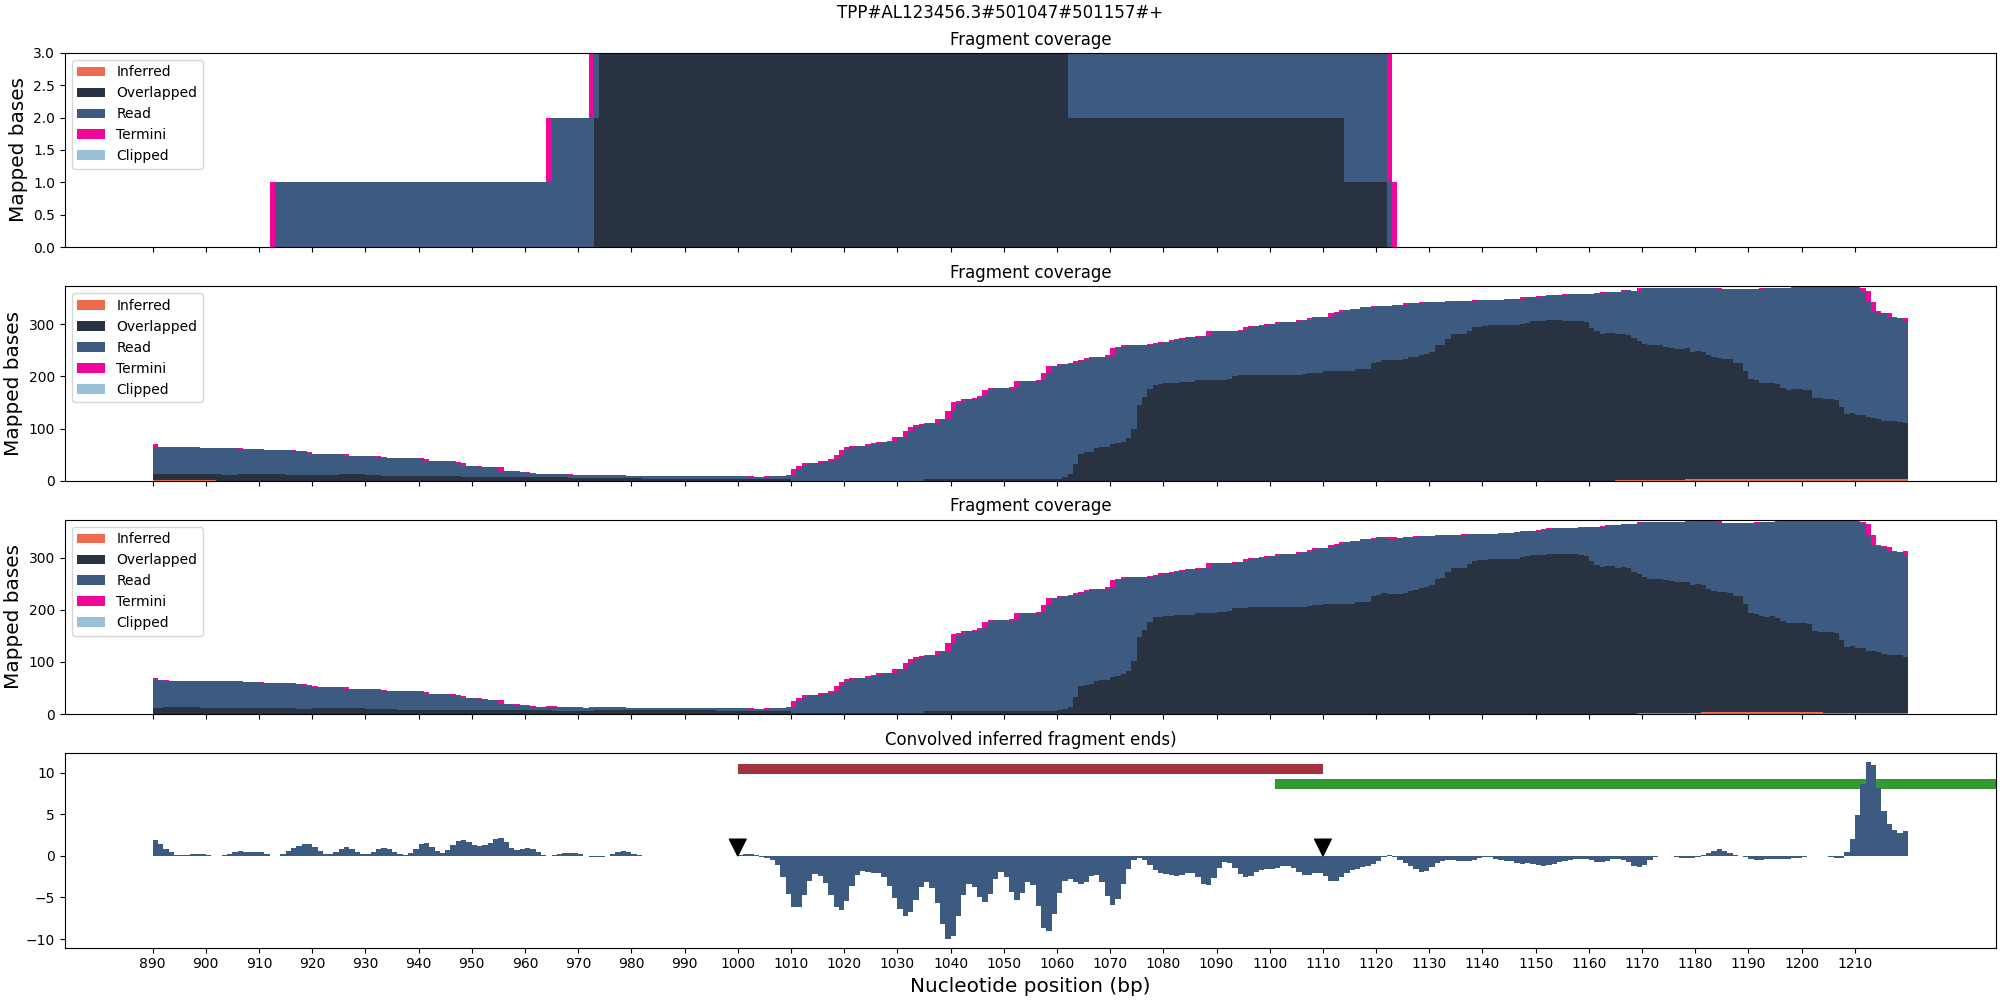 TPP#AL123456.3#501047#501157#+
Fragment coverage
Mapped bases
3.0
2.5
2.0
1.5
1.0
0.5
0.0
Inferred
Overlapped
Read
Termini
Clipped
Fragment coverage
Mapped bases
300
200
100
0
Inferred
Overlapped
Read
Termini
Clipped
Fragment coverage
Mapped bases
300
200
100
0
Inferred
Overlapped
Read
Termini
Clipped
Convolved inferred fragment ends)
10
5
0
−5
−10
890 900 910 920 930 940 950 960 970 980 990 1000 1010 1020 1030 1040 1050 1060 1070 1080 1090 1100 1110 1120 1130 1140 1150 1160 1170 1180 1190 1200 1210
Nucleotide position (bp)